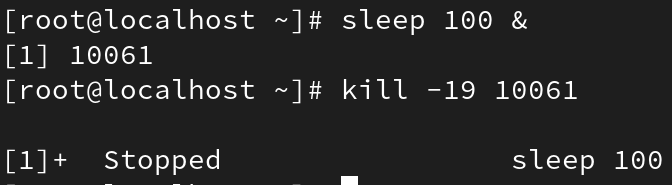 [root@localhost ~]# sleep 100 &
[1] 10061
[root@localhost ~]# kill -19 10061
[1]+  Stopped                 sleep 100